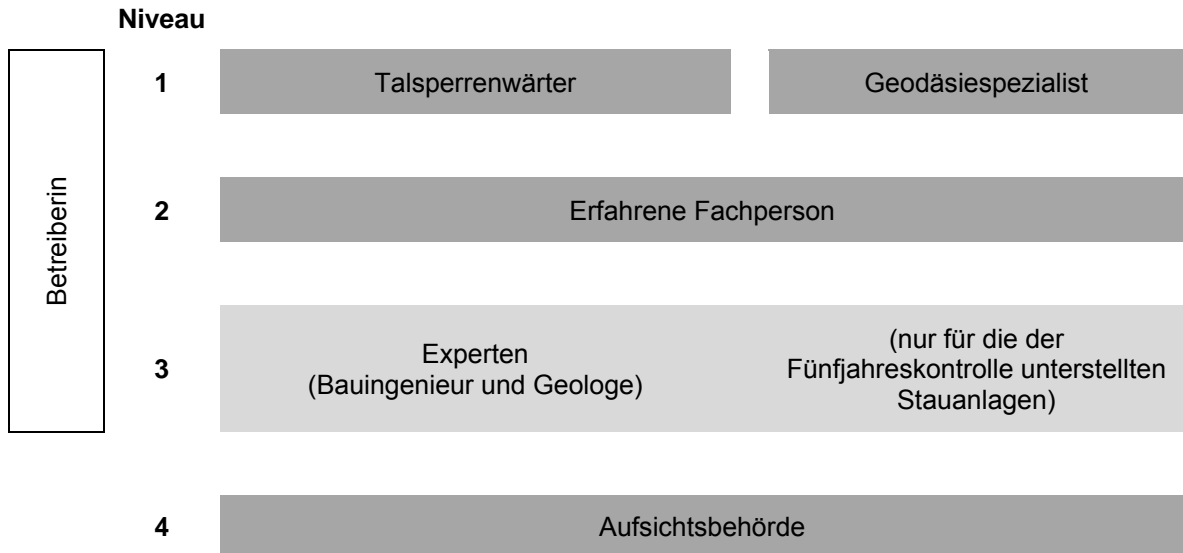 Niveau
Betreiberin
1
Talsperrenwärter
Geodäsiespezialist
2
Erfahrene Fachperson
3
Experten
(Bauingenieur und Geologe)
(nur für die der
Fünfjahreskontrolle unterstellten
Stauanlagen)
4
Aufsichtsbehörde